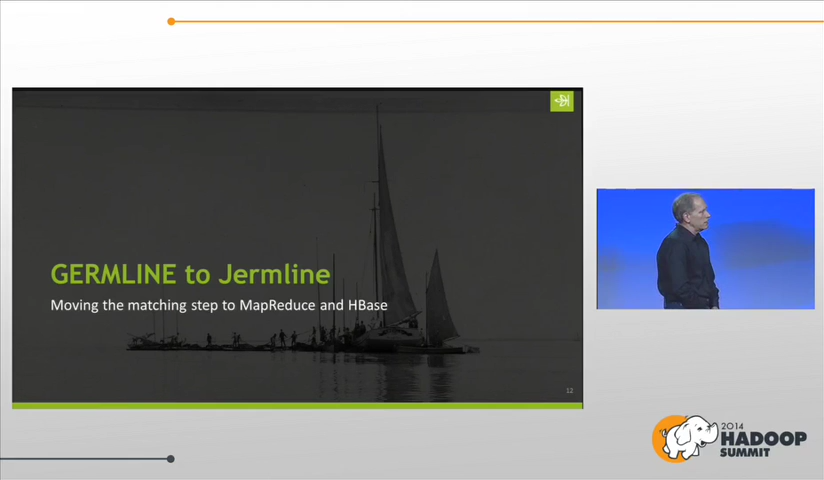 GERMLINE to Jermline
Moving the matching step to MapReduce and HBase
12
2014
HADOOP
SUMMIT